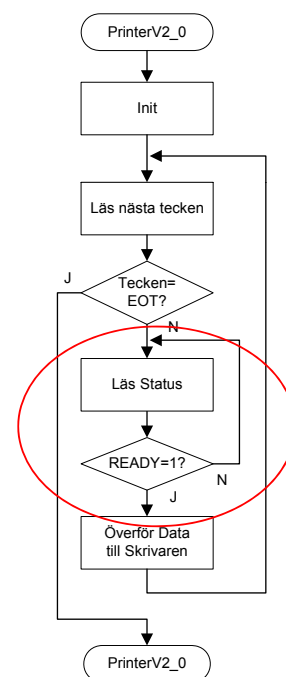 PrinterV2_0
Init
Läs nästa tecken
J
Tecken=
EOT?
N
Läs Status
READY=1?
N
J
Överför Data
till Skrivaren
PrinterV2_0